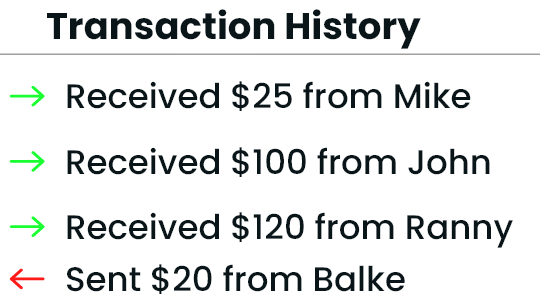 Transaction History
Received $25 from Mike
Received $100 from John
Received $120 from Ranny
Sent $20 from Balke